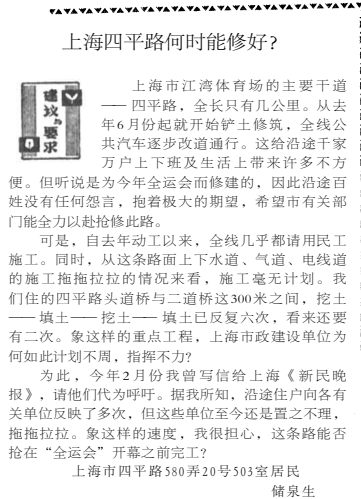 上海四平路何时能修好?
建议与要求
上海市江湾体育场的主要干道
——四平路，全长只有几公里。从去
年6月份起就开始铲土修筑，全线公
共汽车逐步改道通行。这给沿途千家
万户上下班及生活上带来许多不方
便。但听说是为今年全运会而修建的，因此沿途百
姓没有任何怨言，抱着极大的期望，希望市有关部
门能全力以赴抢修此路。
可是，自去年动工以来，全线几乎都请用民工
施工。同时，从这条路面上下水道、气道、电线道
的施工拖拖拉拉的情况来看，施工毫无计划。我
们住的四平路头道桥与二道桥这300米之间，挖土
——填土——挖土——填土已反复六次，看来还要
有二次。象这样的重点工程，上海市政建设单位为
何如此计划不周，指挥不力?
为此，今年2月份我曾写信给上海《新民晚
报》，请他们代为呼吁。据我所知，沿途住户向各有
关单位反映了多次，但这些单位至今还是置之不理，
拖拖拉拉。象这样的速度，我很担心，这条路能否
抢在“全运会”开幕之前完工?
上海市四平路580弄20号503室居民
储泉生